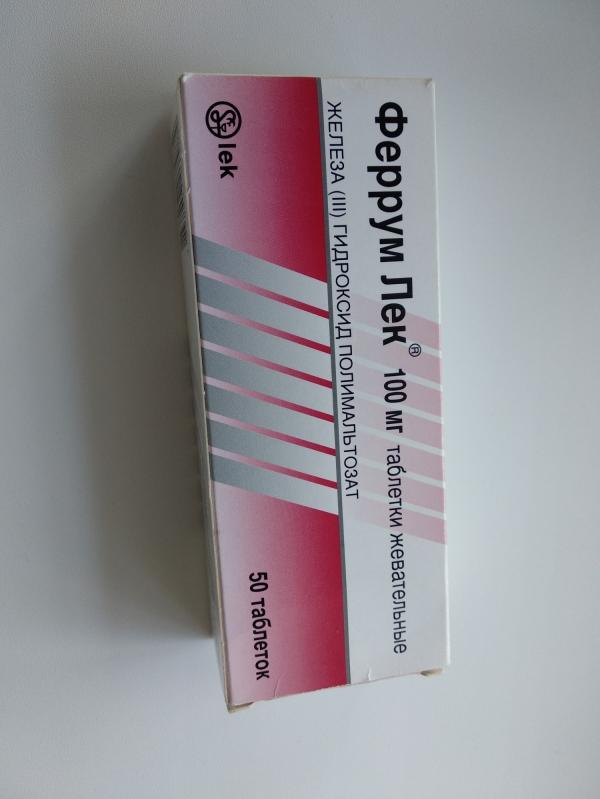 Феррум Лек® 100 мг таблетки жевательные
ЖЕЛЕЗА (III) ГИДРОКСИД ПОЛИМАЛЬТОЗАТ
lek
50 таблеток